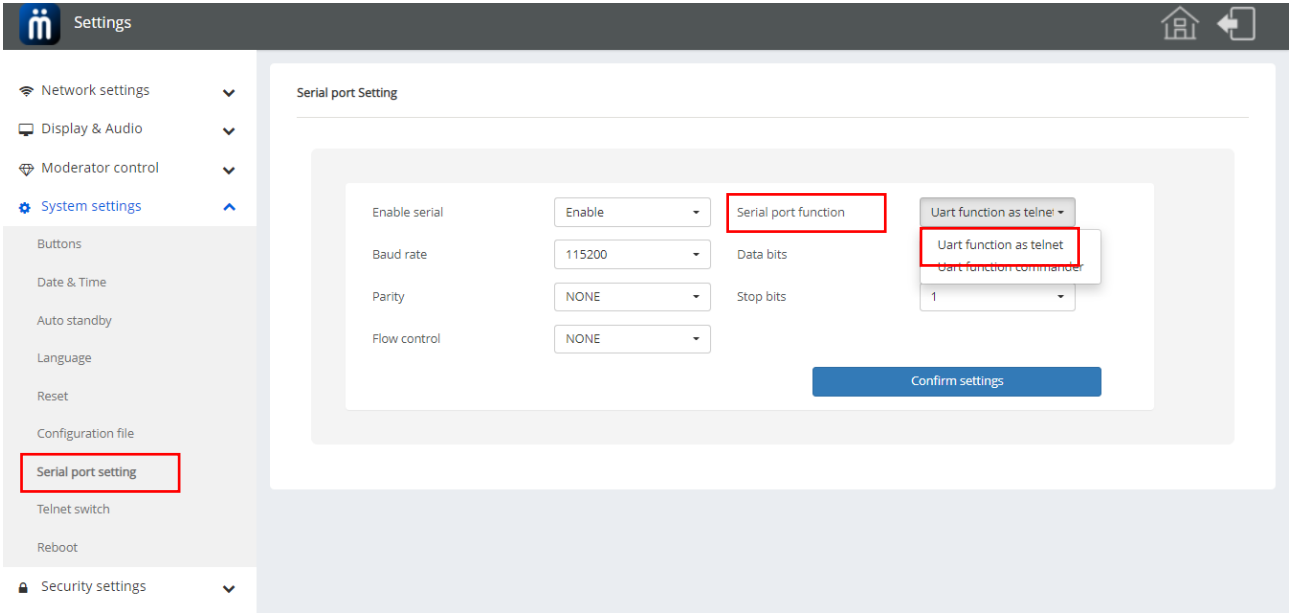 Settings
Network settings
Display & Audio
Moderator control
System settings
Buttons
Date & Time
Auto standby
Language
Reset
Configuration file
Serial port setting
Telnet switch
Reboot
Security settings
Serial port Setting
Enable serial Enable Serial port function Uart function as telnet
Baud rate 115200 Data bits Uart function as telnet
Uart function commander
Parity NONE Stop bits 1
Flow control NONE
Confirm settings